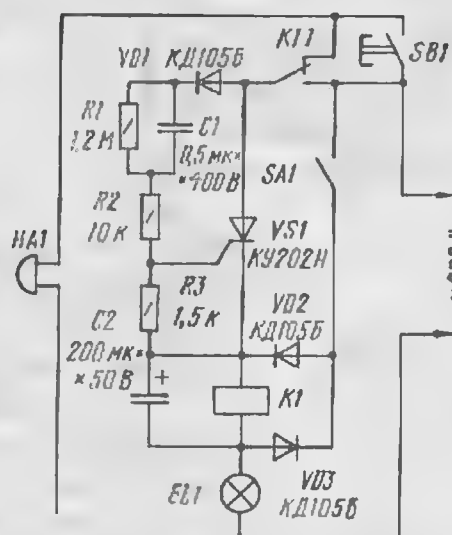 VD1
КД105Б
K1.1
SB1
R1
1,2 М
C1
0,5 мк×
×400 В
SA1
R2
10 к
VS1
КУ202Н
HA1
R3
1,5 к
C2
200 мк×
×50 В
VD2
КД105Б
+
K1
EL1
VD3
КД105Б